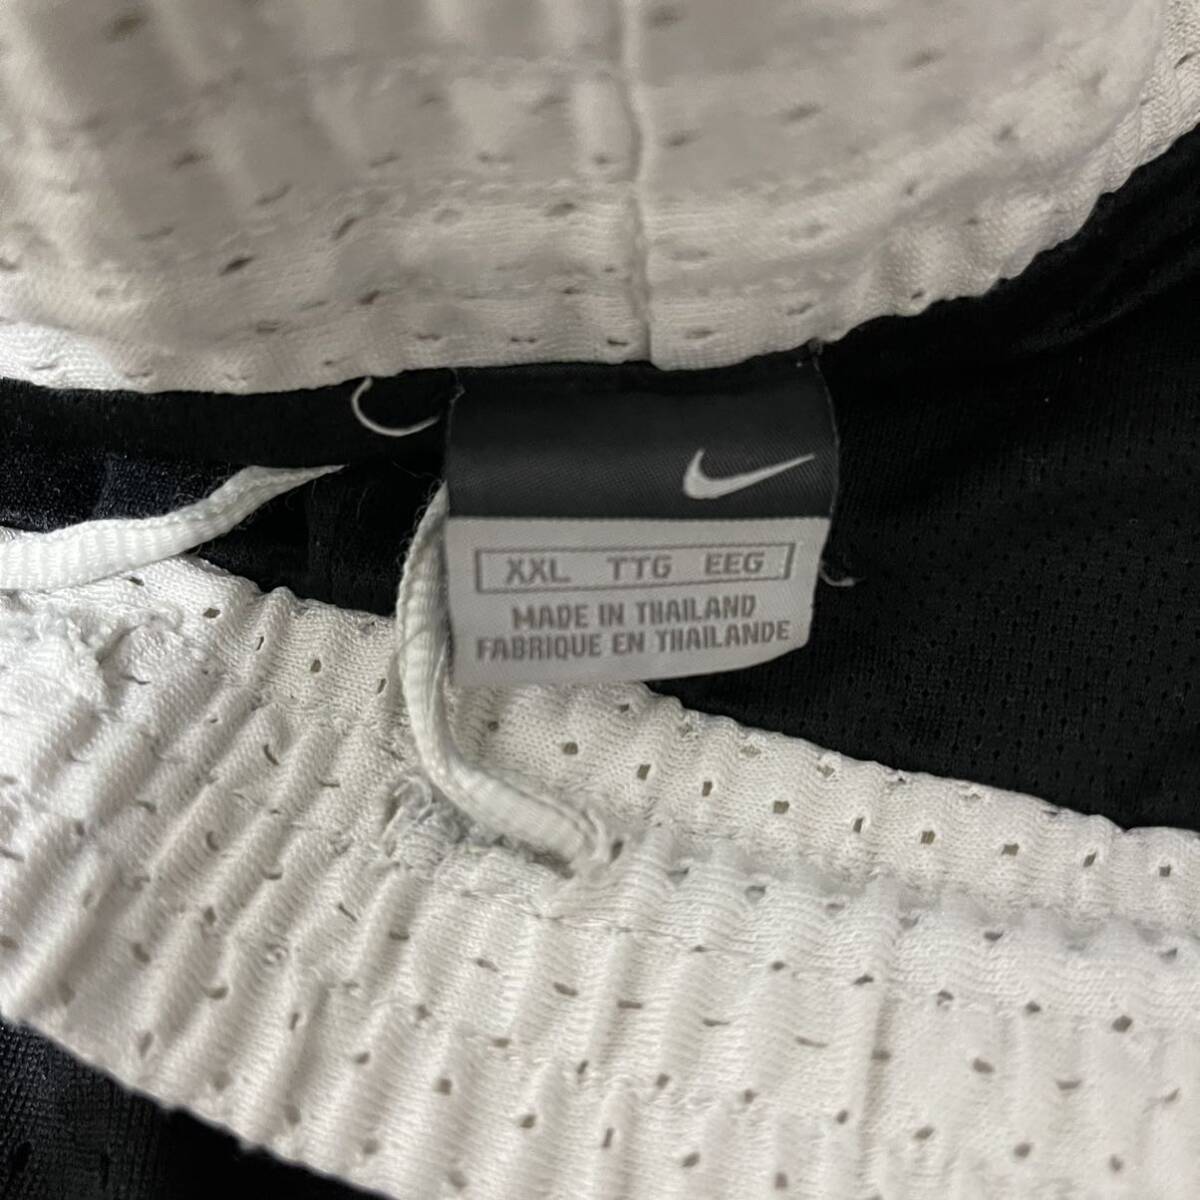 XXL TTG EEG
MADE IN THAILAND
FABRIQUE EN THAILANDE